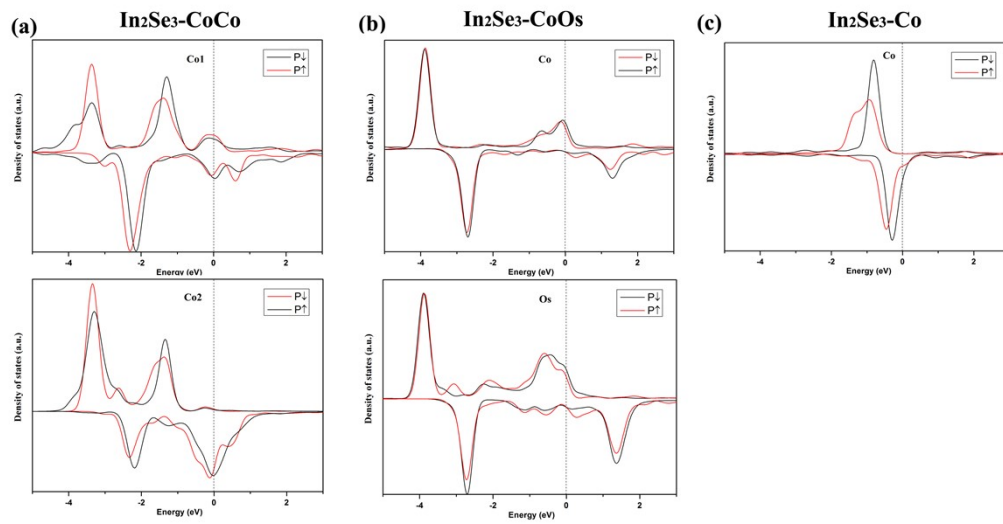 (a)
In₂Se₃-CoCo
Density of states (a.u.)
Co1
P↓
P↑
-4
-2
0
2
Energy (eV)
Density of states (a.u.)
Co2
P↓
P↑
-4
-2
0
2
Energy (eV)
(b)
In₂Se₃-CoOs
Density of states (a.u.)
Co
P↓
P↑
-4
-2
0
2
Energy (eV)
Density of states (a.u.)
Os
P↓
P↑
-4
-2
0
2
Energy (eV)
(c)
In₂Se₃-Co
Density of states (a.u.)
Co
P↓
P↑
-4
-2
0
2
Energy (eV)